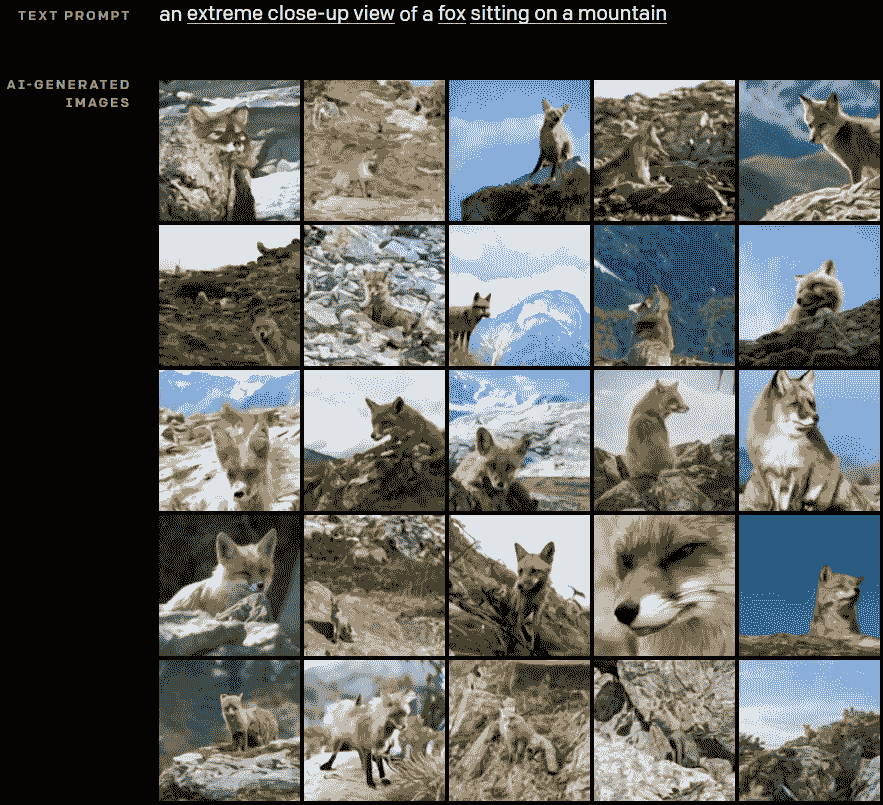 TEXT PROMPT
an extreme close-up view of a fox sitting on a mountain
AI-GENERATED
IMAGES